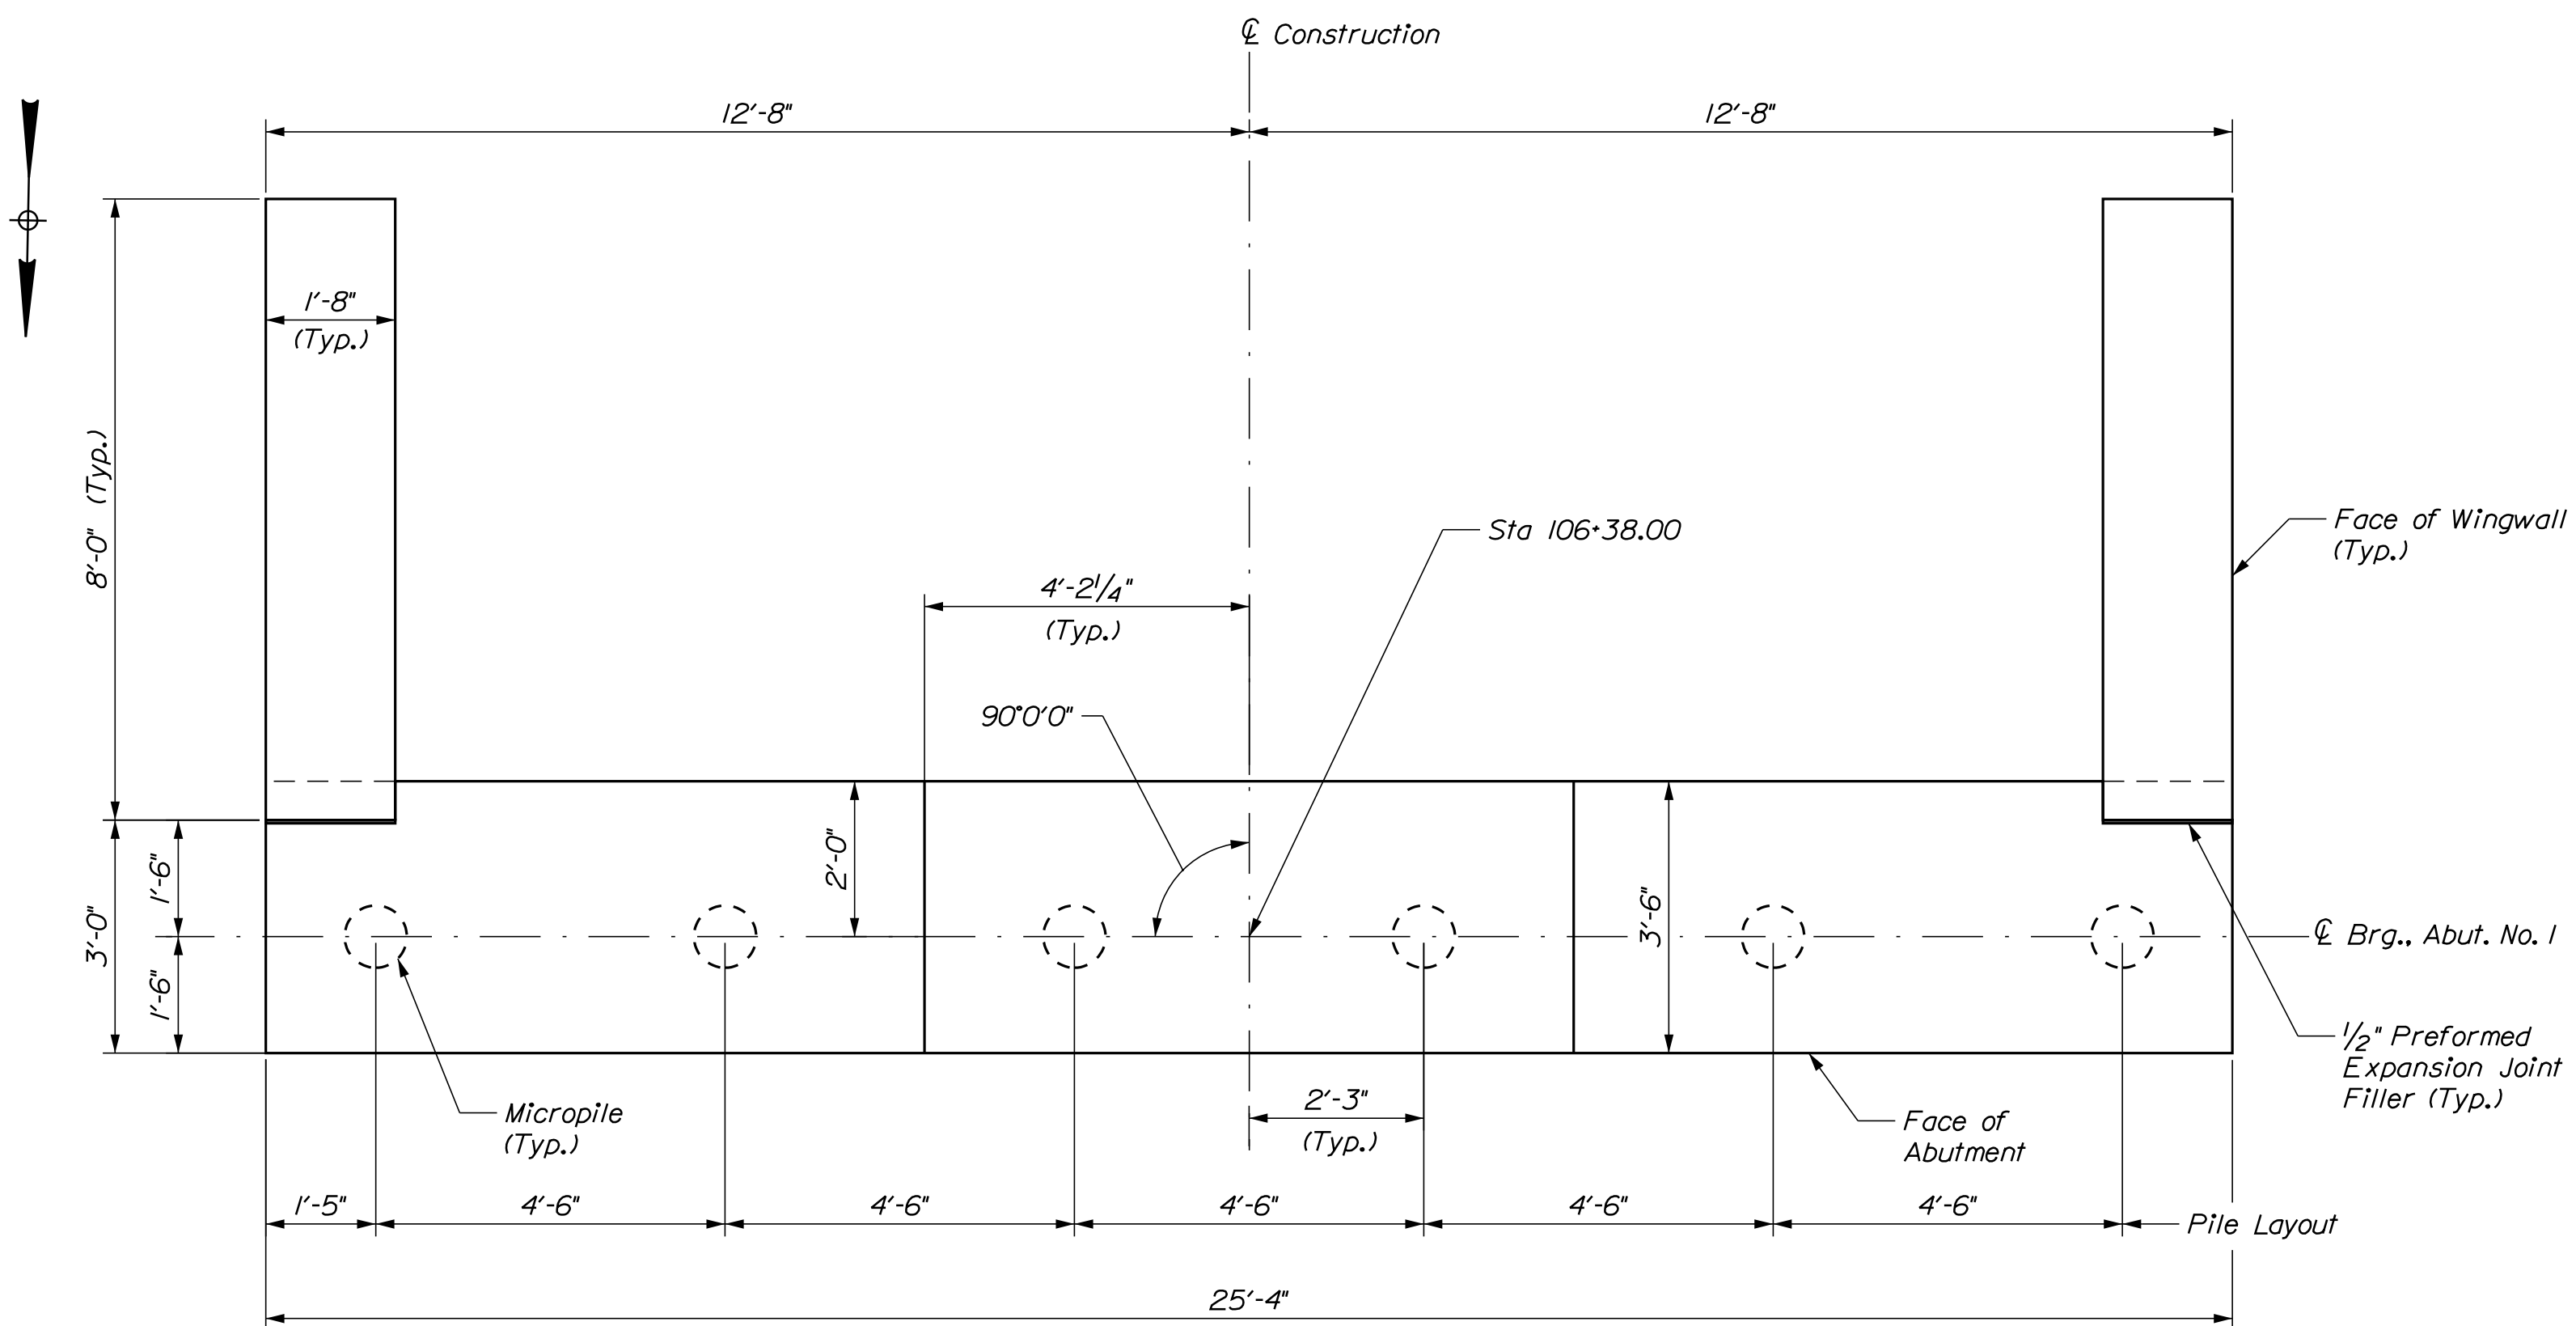 ℄ Construction
12'-8"
12'-8"
1'-8"
(Typ.)
8'-0" (Typ.)
Face of Wingwall
(Typ.)
Sta 106+38.00
4'-2 1/4"
(Typ.)
90°0'0"
1'-6"
2'-0"
3'-6"
3'-0"
1'-6"
℄ Brg., Abut. No. 1
1/2" Preformed
Expansion Joint
Filler (Typ.)
Micropile
(Typ.)
2'-3"
(Typ.)
Face of
Abutment
1'-5"
4'-6"
4'-6"
4'-6"
4'-6"
4'-6"
Pile Layout
25'-4"